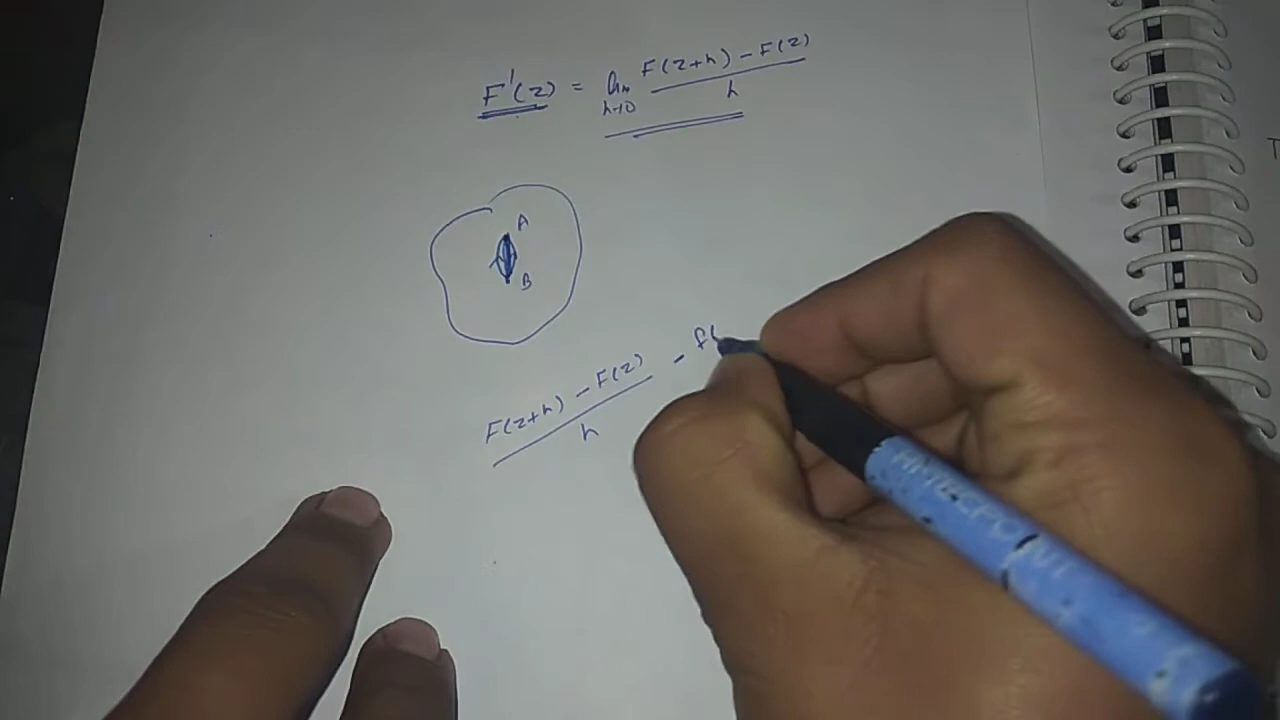 F'(z) = lim h→0 F(z+h) - F(z) / h
A
B
F(z+h) - F(z) / h - f(